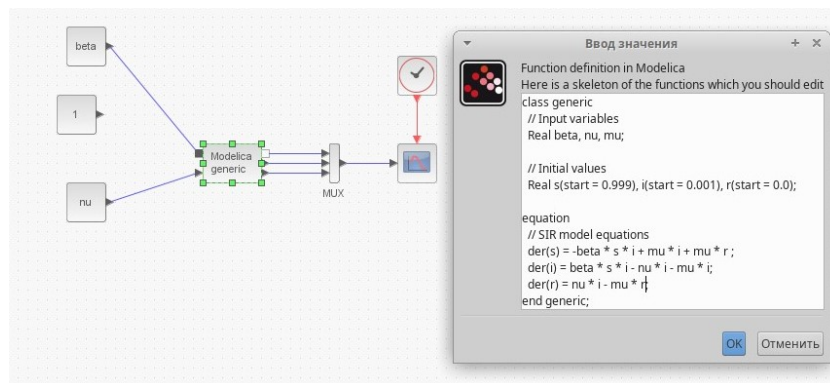 beta
1
nu
Modelica
generic
MUX
Ввод значения
Function definition in Modelica
Here is a skeleton of the functions which you should edit
class generic
// Input variables
Real beta, nu, mu;
// Initial values
Real s(start = 0.999), i(start = 0.001), r(start = 0.0);
equation
// SIR model equations
der(s) = -beta * s * i + mu * i + mu * r ;
der(i) = beta * s * i - nu * i - mu * i;
der(r) = nu * i - mu * r;
end generic;
OK
Отменить